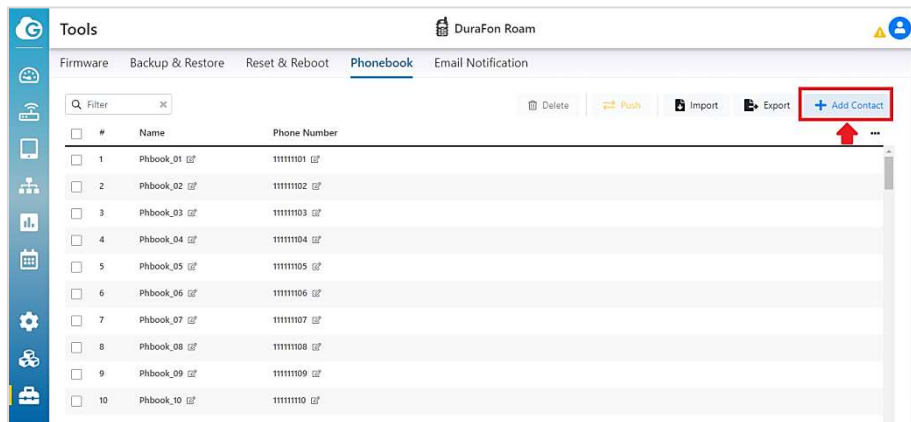 Tools
DuraFon Roam
Firmware Backup & Restore Reset & Reboot Phonebook Email Notification
Filter Delete Push Import Export + Add Contact
# Name Phone Number
1 Phbook_01 111111101
2 Phbook_02 111111102
3 Phbook_03 111111103
4 Phbook_04 111111104
5 Phbook_05 111111105
6 Phbook_06 111111106
7 Phbook_07 111111107
8 Phbook_08 111111108
9 Phbook_09 111111109
10 Phbook_10 111111110